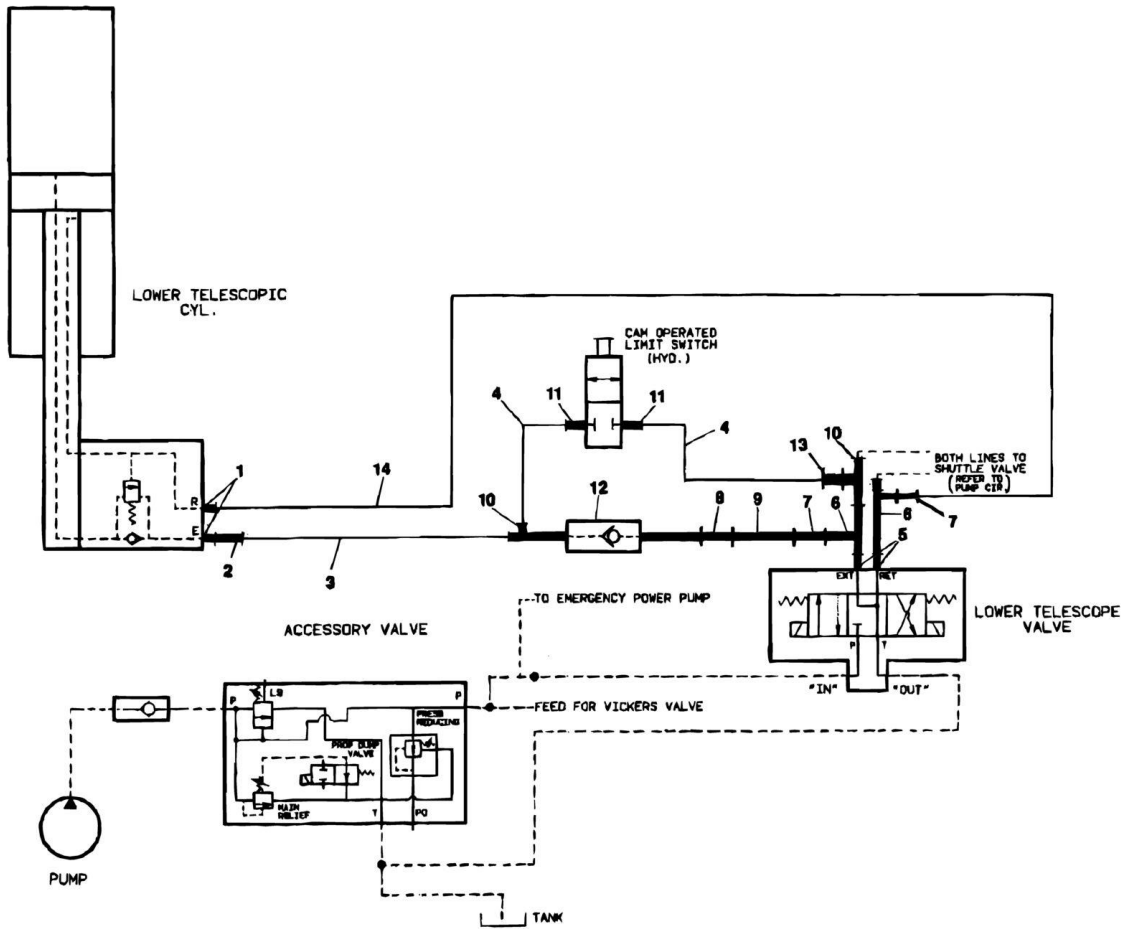 LOWER TELESCOPIC
CYL.
CAM OPERATED
LIMIT SWITCH
(HYD.)
4
11
11
4
13
10
BOTH LINES TO
SHUTTLE VALVE
(REFER TO
PUMP CIR.)
1
14
R
E
10
12
8
9
7
6
6
7
2
3
5
EXT
RET
TO EMERGENCY POWER PUMP
LOWER TELESCOPE
VALVE
ACCESSORY VALVE
P
T
"IN"
"OUT"
LS
P
P
FEED FOR VICKERS VALVE
PRESS
REDUCING
PROP DUMP
VALVE
MAIN
RELIEF
T
PO
PUMP
TANK